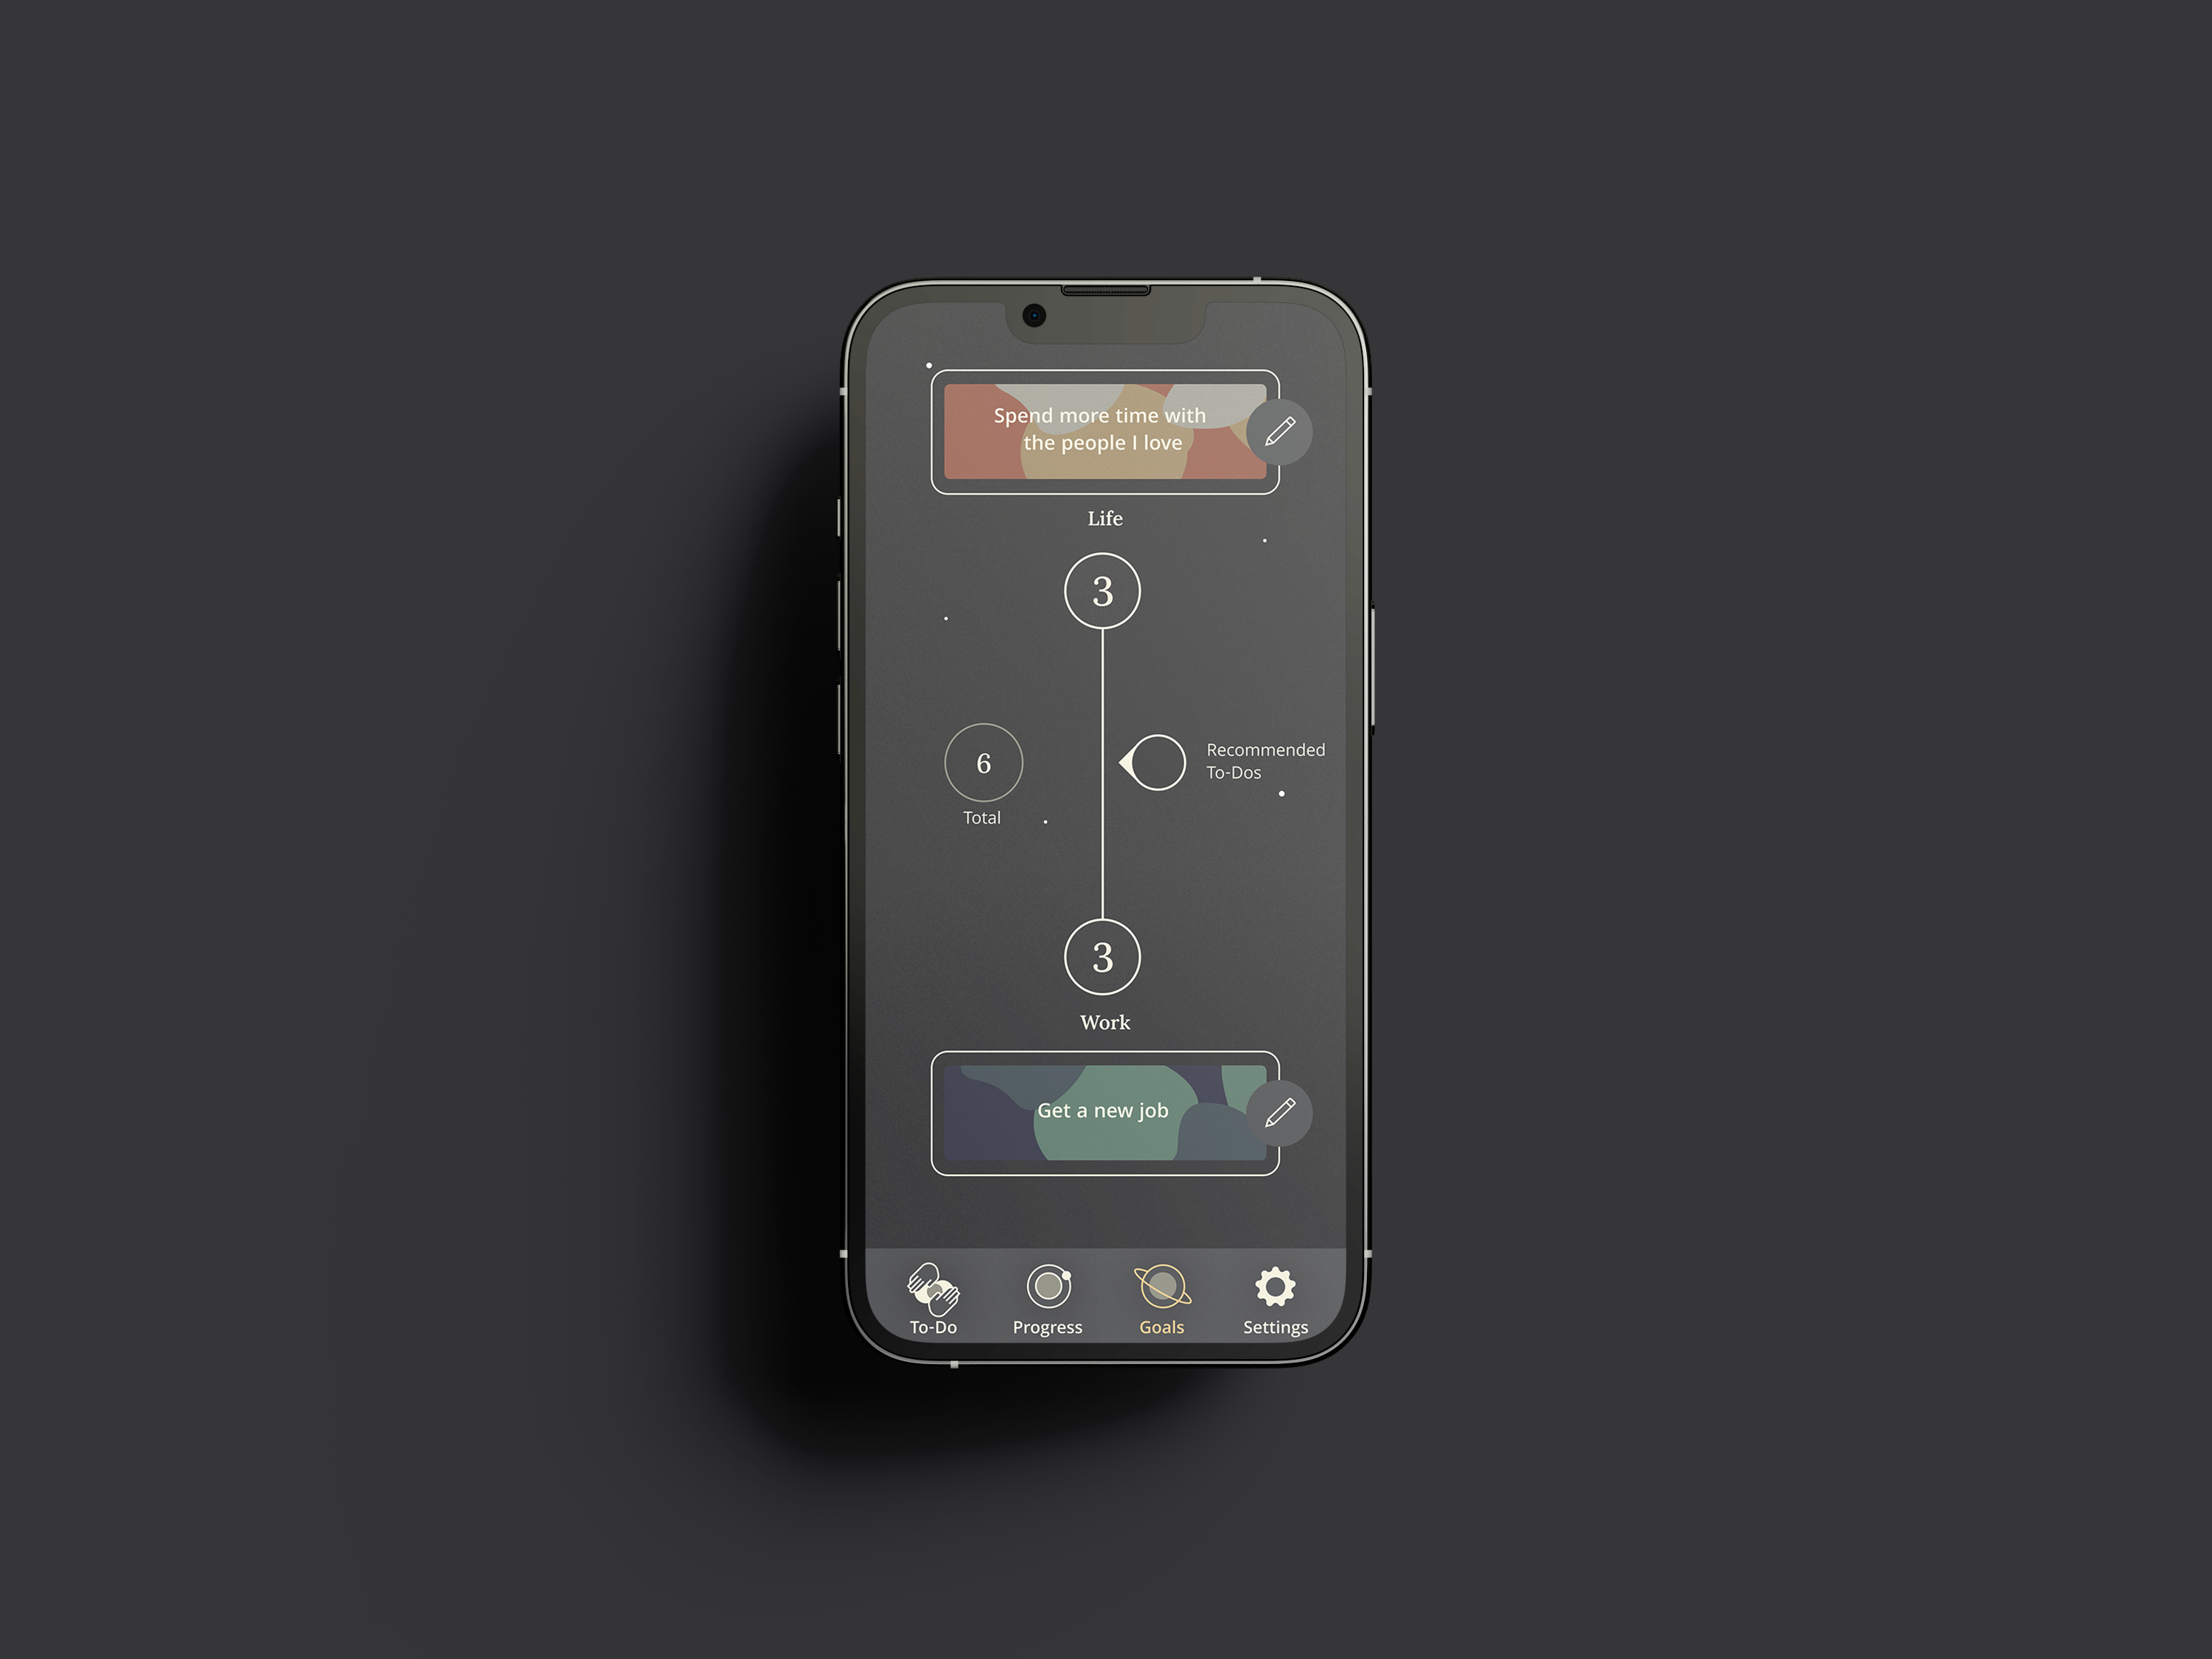 Spend more time with
the people I love
Life
3
6
Total
Recommended
To-Dos
3
Work
Get a new job
To-Do
Progress
Goals
Settings